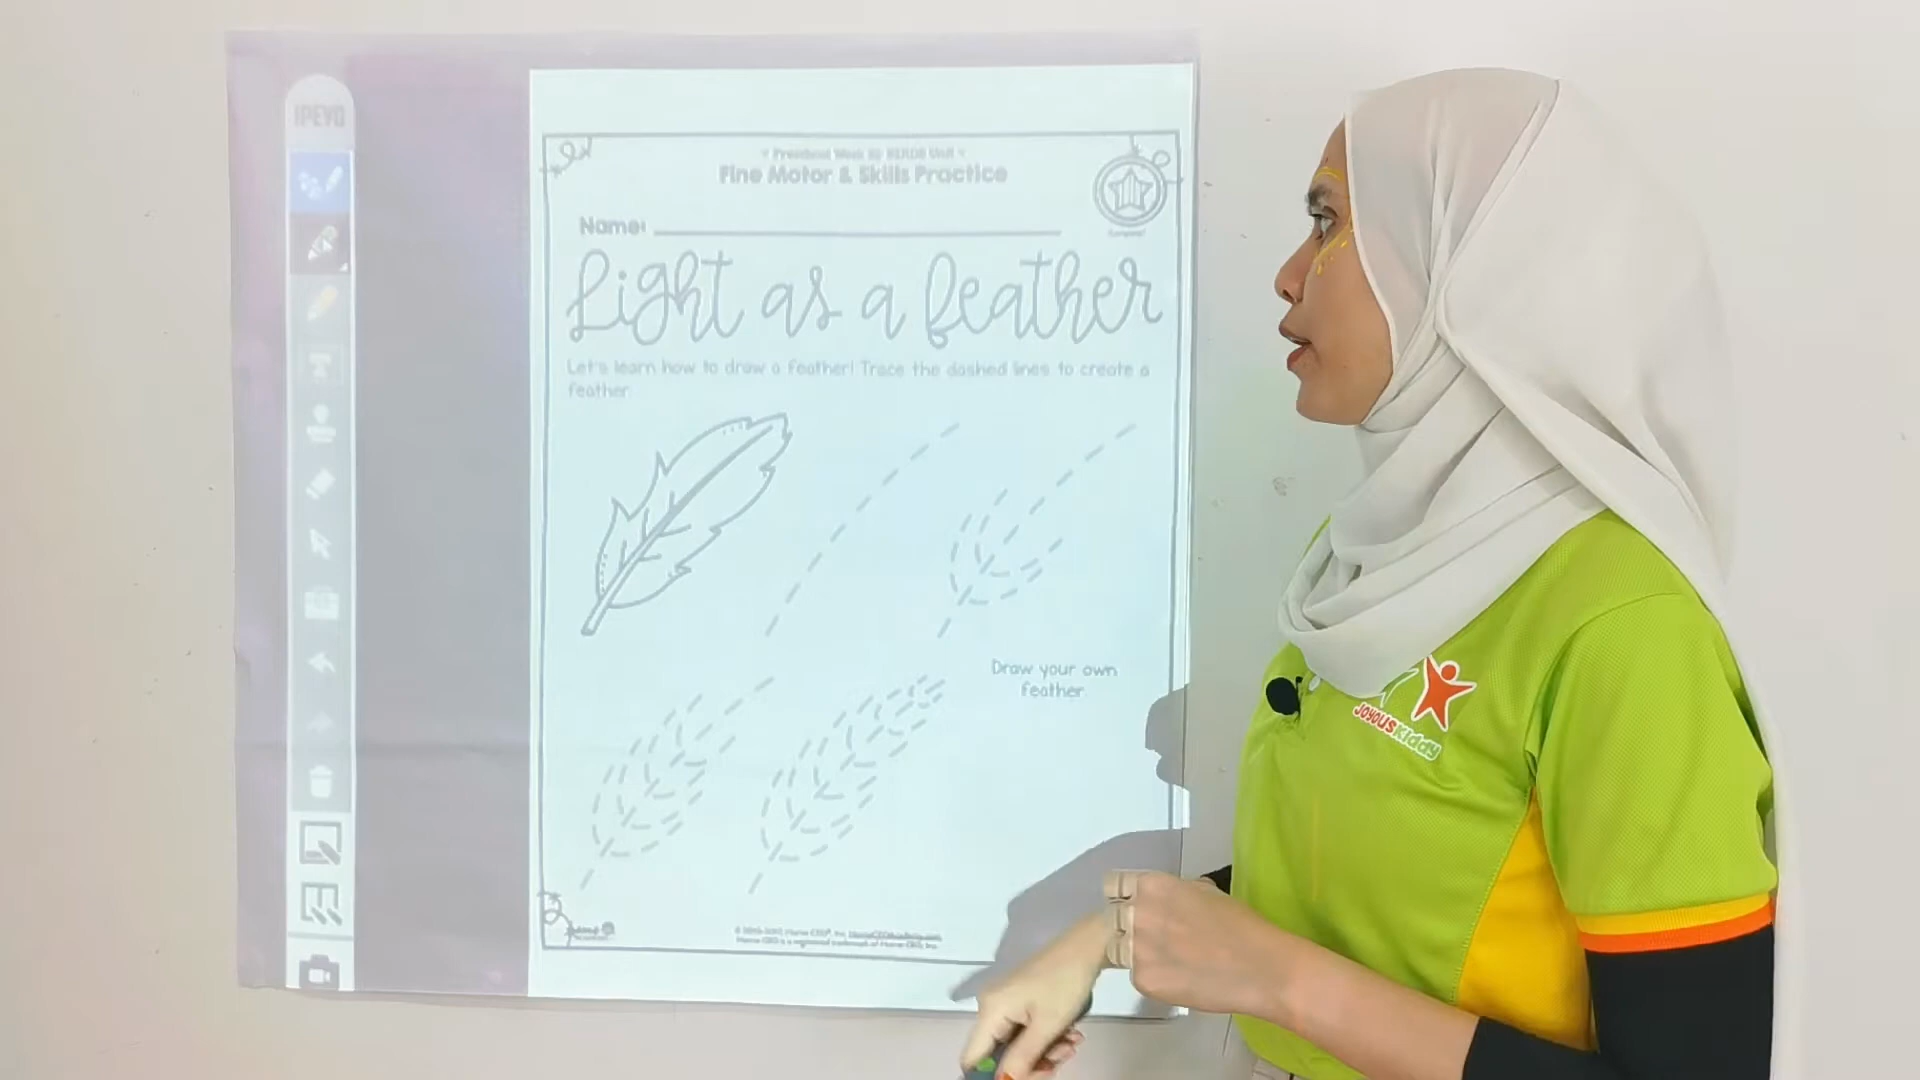 IPEVO
Fine Motor & Skills Practice
Name:
Light as a feather
Let's learn how to draw a feather! Trace the dashed lines to create a
feather
Draw your own
feather
JOYOUS KIDDY